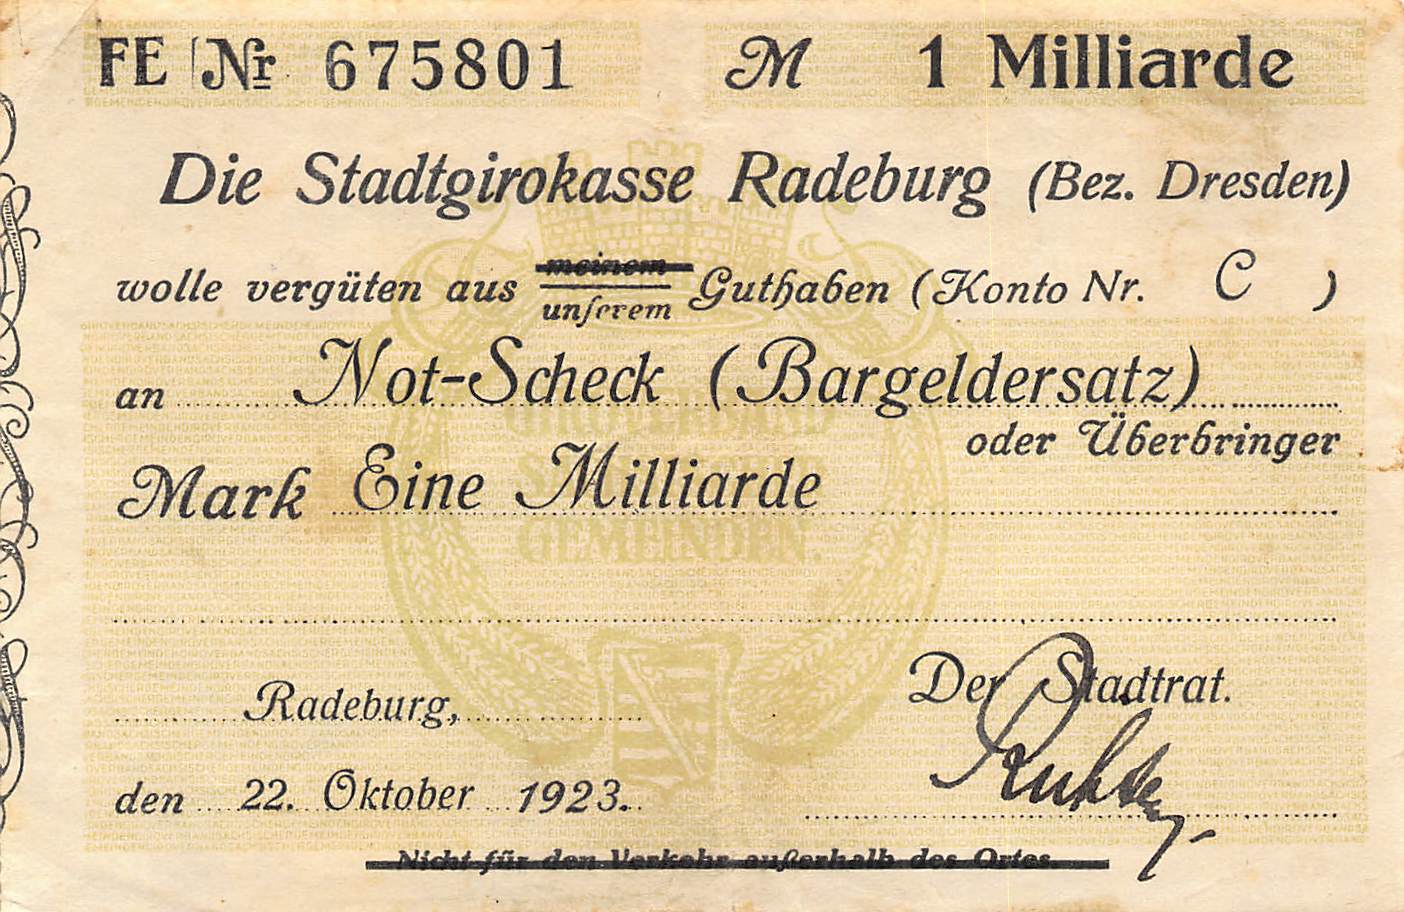 FE Nr 675801 M 1 Milliarde
Die Stadtgirokasse Radeburg (Bez. Dresden)
wolle vergüten aus meinem
unserem Guthaben (Konto Nr. C )
an Not-Scheck (Bargeldersatz)
oder Überbringer
Mark Eine Milliarde
GIROVERBAND
GEMEINDEN.
Radeburg,
Der Stadtrat.
den 22. Oktober 1923.
Nicht für den Verkehr außerhalb des Ortes.